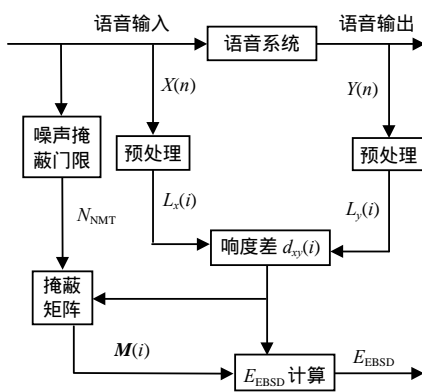 语音输入
语音输出
语音系统
X(n)
Y(n)
噪声掩
蔽门限
预处理
预处理
N_NMT
L_x(i)
L_y(i)
响度差 d_xy(i)
掩蔽
矩阵
M(i)
E_EBSD 计算
E_EBSD